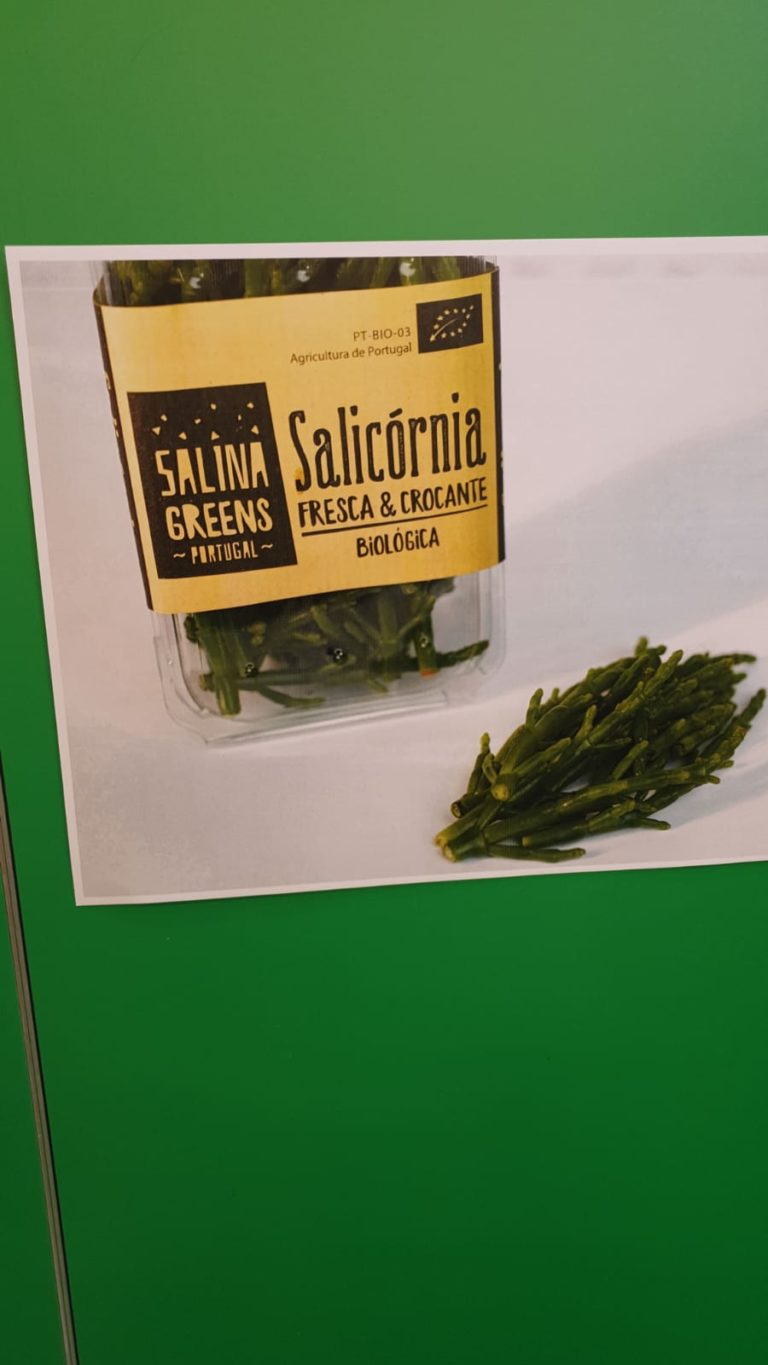 PT-BIO-03
Agricultura de Portugal
SALINA
GREENS
~ PORTUGAL ~
Salicórnia
FRESCA & CROCANTE
BIOLÓGICA